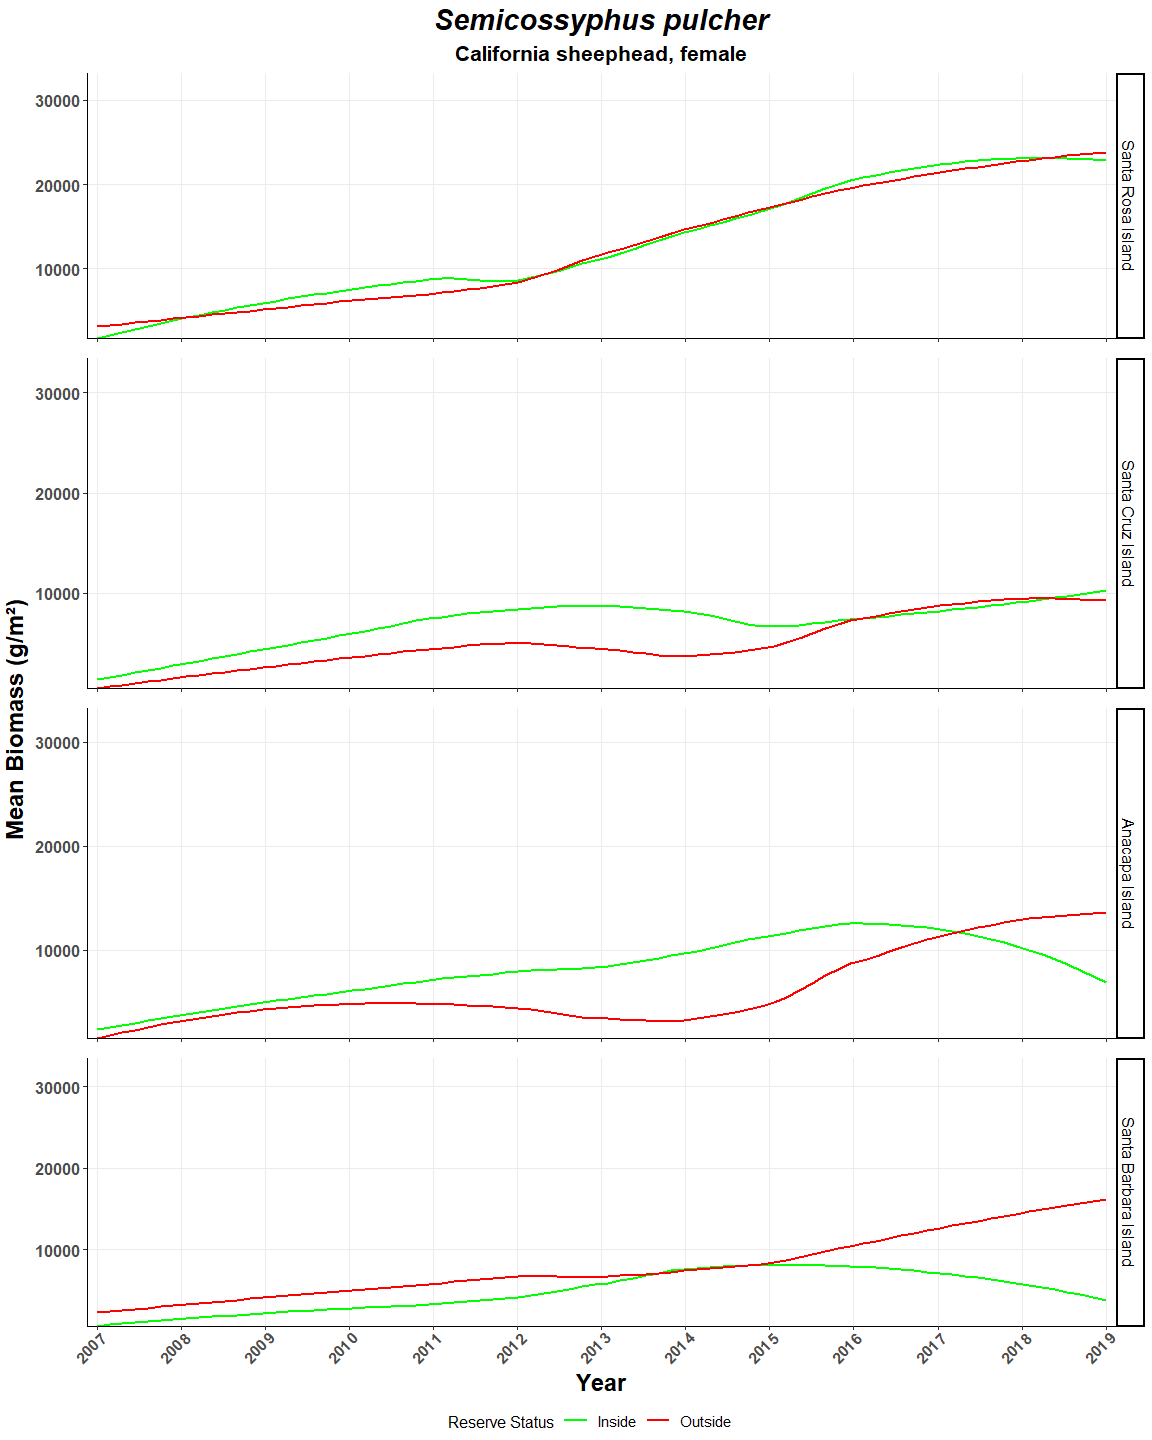 Semicossyphus pulcher
California sheephead, female
Mean Biomass (g/m²)
30000
20000
10000
Santa Rosa Island
30000
20000
10000
Santa Cruz Island
30000
20000
10000
Anacapa Island
30000
20000
10000
Santa Barbara Island
2007 2008 2009 2010 2011 2012 2013 2014 2015 2016 2017 2018 2019
Year
Reserve Status Inside Outside